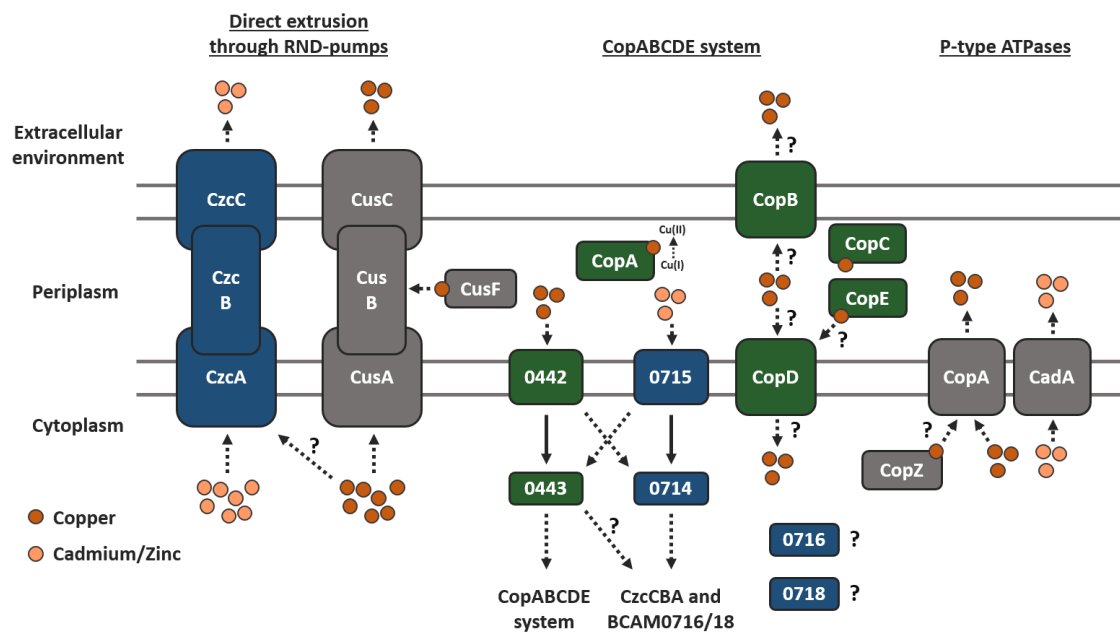 Direct extrusion
through RND-pumps
CopABCDE system
P-type ATPases
Extracellular
environment
?
CzcC
CusC
CopB
Cu(II)
CopC
CopA
Cu(I)
?
Periplasm
Czc
B
Cus
B
CusF
CopE
?
?
CzcA
CusA
0442
0715
CopD
CopA
CadA
Cytoplasm
?
?
?
CopZ
0443
0714
Copper
?
0716
?
Cadmium/Zinc
CopABCDE
system
CzcCBA and
BCAM0716/18
0718
?